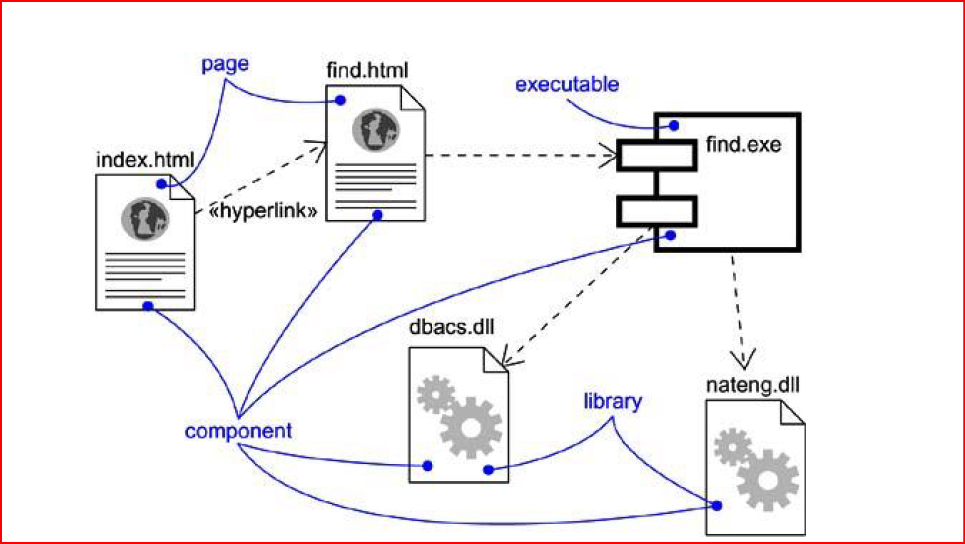 page
find.html
executable
find.exe
index.html
«hyperlink»
dbacs.dll
nateng.dll
library
component